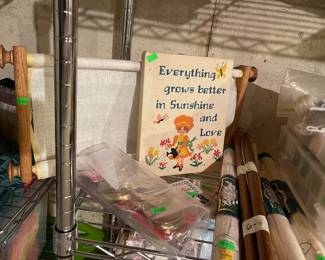 Everything
grows better
in Sunshine
and
Love